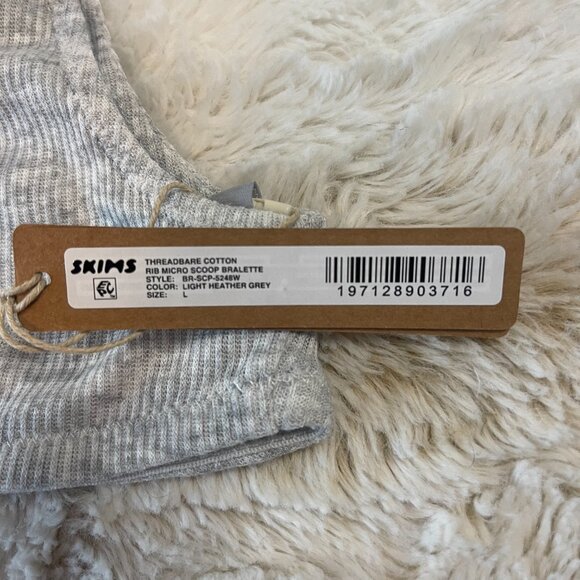 SKIMS
THREADBARE COTTON
RIB MICRO SCOOP BRALETTE
STYLE: BR-SCP-5248W
COLOR: LIGHT HEATHER GREY
SIZE: L
197128903716